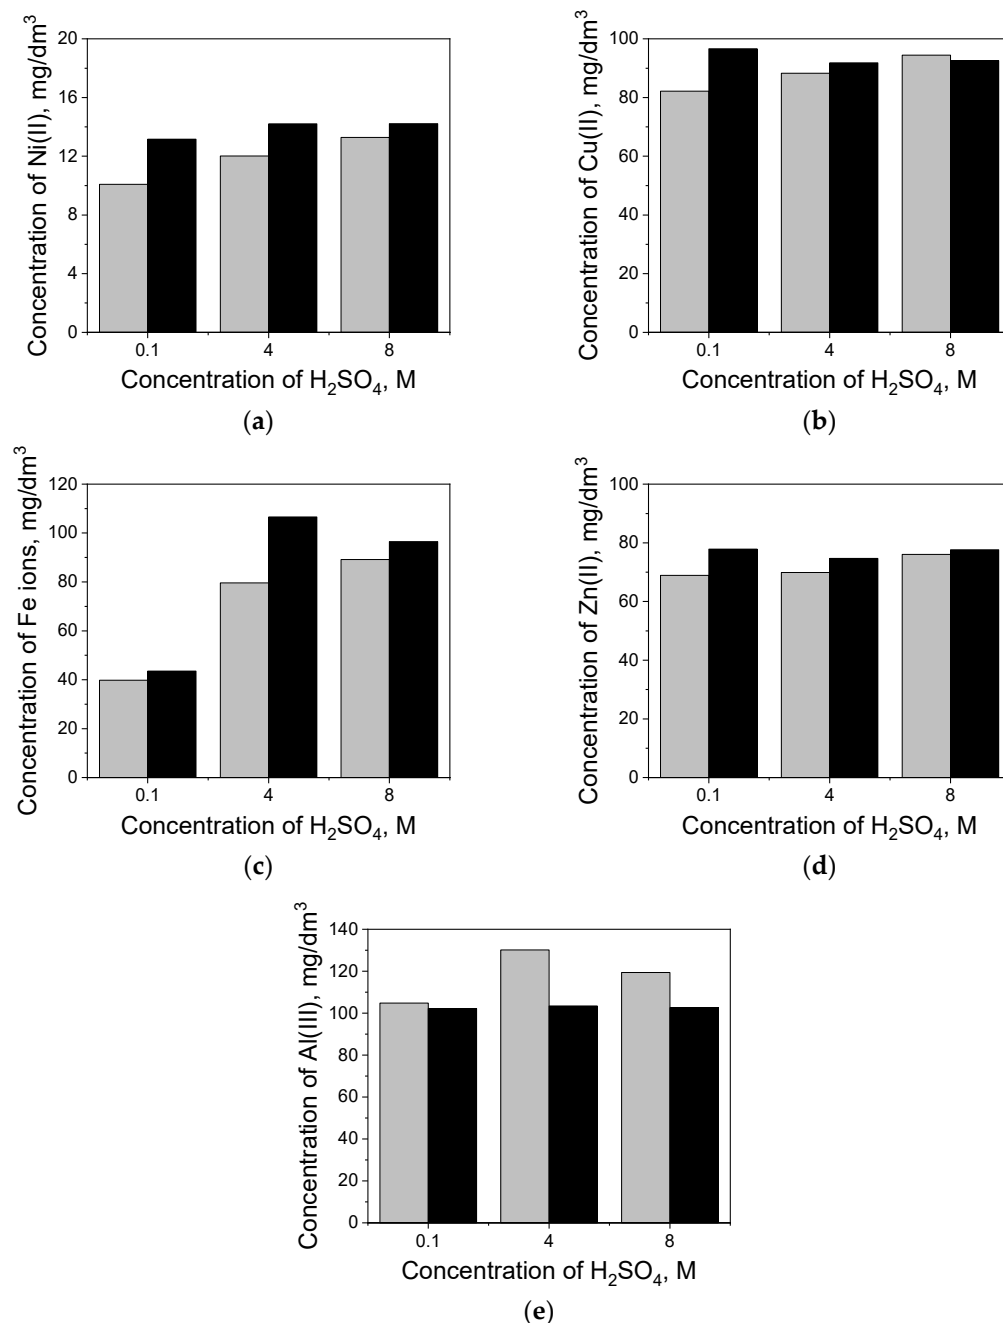 Concentration of Ni(II), mg/dm³
20
16
12
8
4
0
0.1 4 8
Concentration of H₂SO₄, M
(a)
Concentration of Cu(II), mg/dm³
100
80
60
40
20
0
0.1 4 8
Concentration of H₂SO₄, M
(b)
Concentration of Fe ions, mg/dm³
120
100
80
60
40
20
0
0.1 4 8
Concentration of H₂SO₄, M
(c)
Concentration of Zn(II), mg/dm³
100
80
60
40
20
0
0.1 4 8
Concentration of H₂SO₄, M
(d)
Concentration of Al(III), mg/dm³
140
120
100
80
60
40
20
0
0.1 4 8
Concentration of H₂SO₄, M
(e)